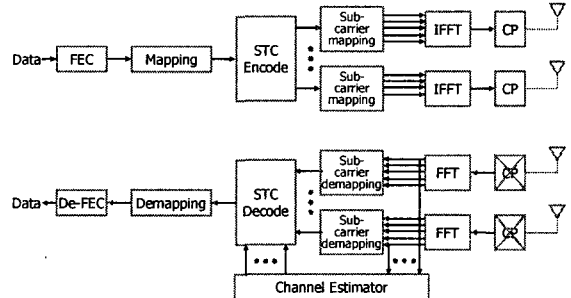 Data
FEC
Mapping
STC
Encode
Sub-
carrier
mapping
IFFT
CP
Sub-
carrier
mapping
IFFT
CP
Data
De-FEC
Demapping
STC
Decode
Sub-
carrier
demapping
FFT
CP
Sub-
carrier
demapping
FFT
CP
Channel Estimator